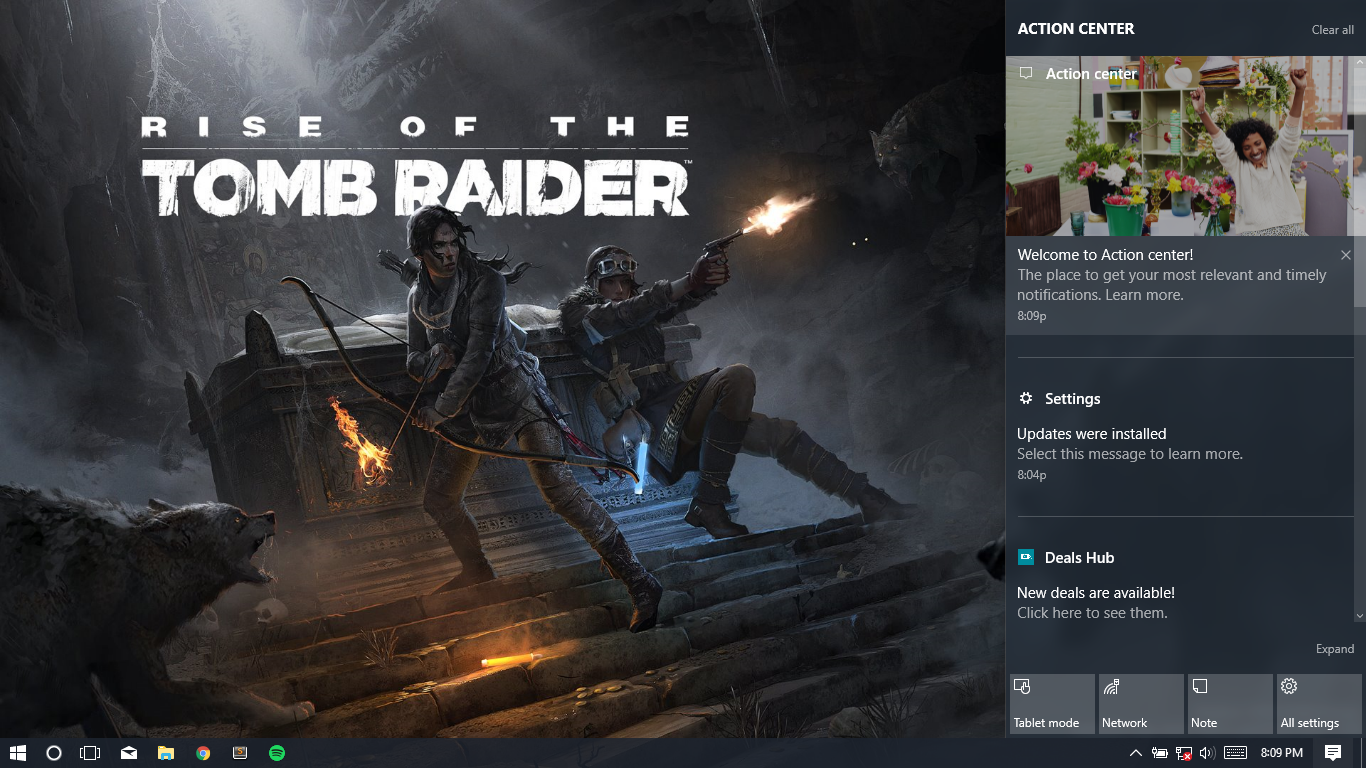 RISE OF THE
TOMB RAIDER™
ACTION CENTER
Clear all
Action center
Welcome to Action center!
The place to get your most relevant and timely
notifications. Learn more.
8:09p
Settings
Updates were installed
Select this message to learn more.
8:04p
Deals Hub
New deals are available!
Click here to see them.
Expand
Tablet mode
Network
Note
All settings
8:09 PM